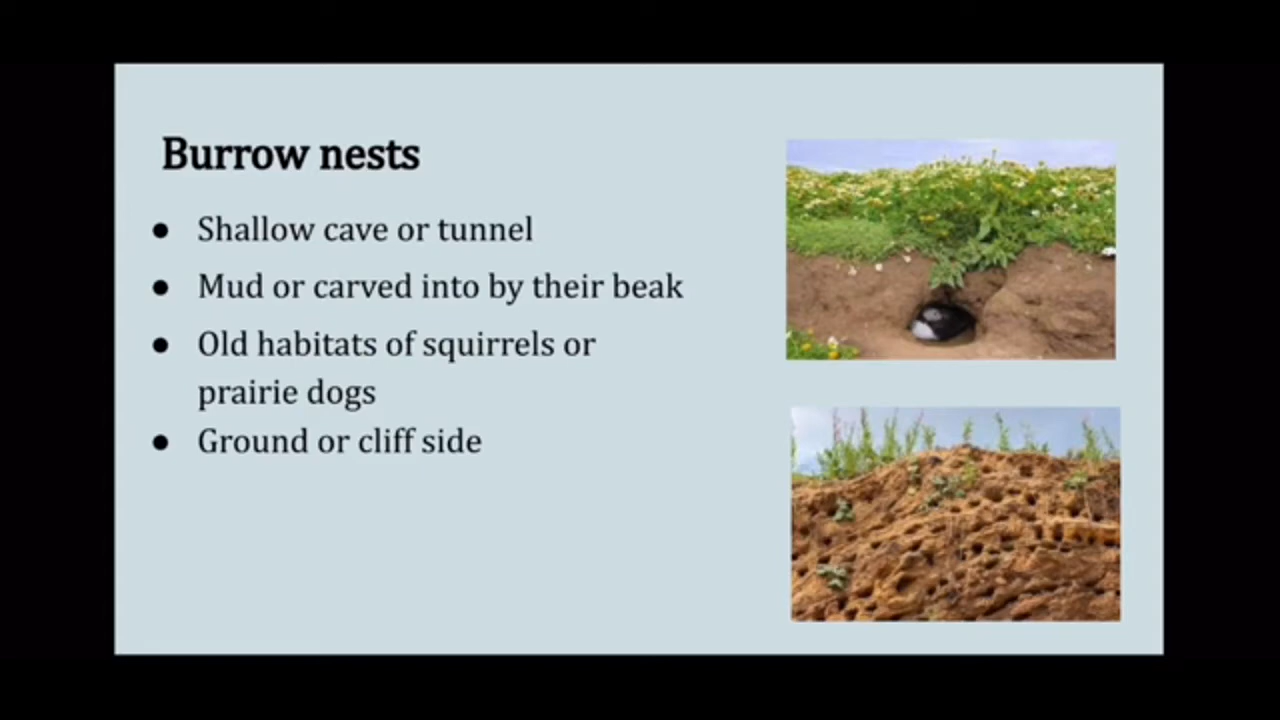 Burrow nests
● Shallow cave or tunnel
● Mud or carved into by their beak
● Old habitats of squirrels or
prairie dogs
● Ground or cliff side